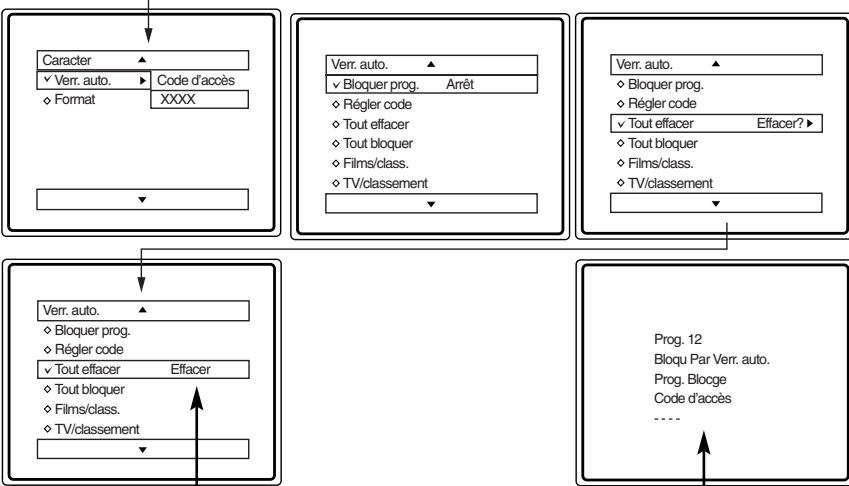 Caracter
Verr. auto. Code d'accès
Format XXXX
Verr. auto.
Bloquer prog. Arrêt
Régler code
Tout effacer
Tout bloquer
Films/class.
TV/classement
Verr. auto.
Bloquer prog.
Régler code
Tout effacer Effacer?
Tout bloquer
Films/class.
TV/classement
Verr. auto.
Bloquer prog.
Régler code
Tout effacer Effacer
Tout bloquer
Films/class.
TV/classement
Prog. 12
Bloqu Par Verr. auto.
Prog. Blocge
Code d'accès
- - - -